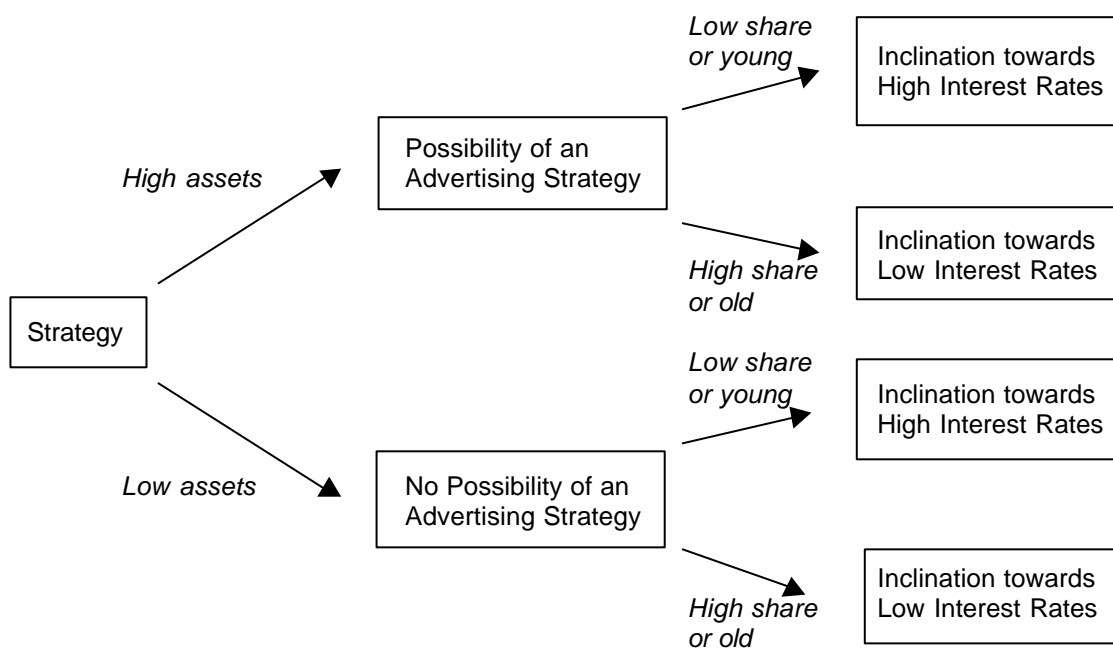 Strategy
High assets
Low assets
Possibility of an
Advertising Strategy
No Possibility of an
Advertising Strategy
Low share
or young
High share
or old
Low share
or young
High share
or old
Inclination towards
High Interest Rates
Inclination towards
Low Interest Rates
Inclination towards
High Interest Rates
Inclination towards
Low Interest Rates